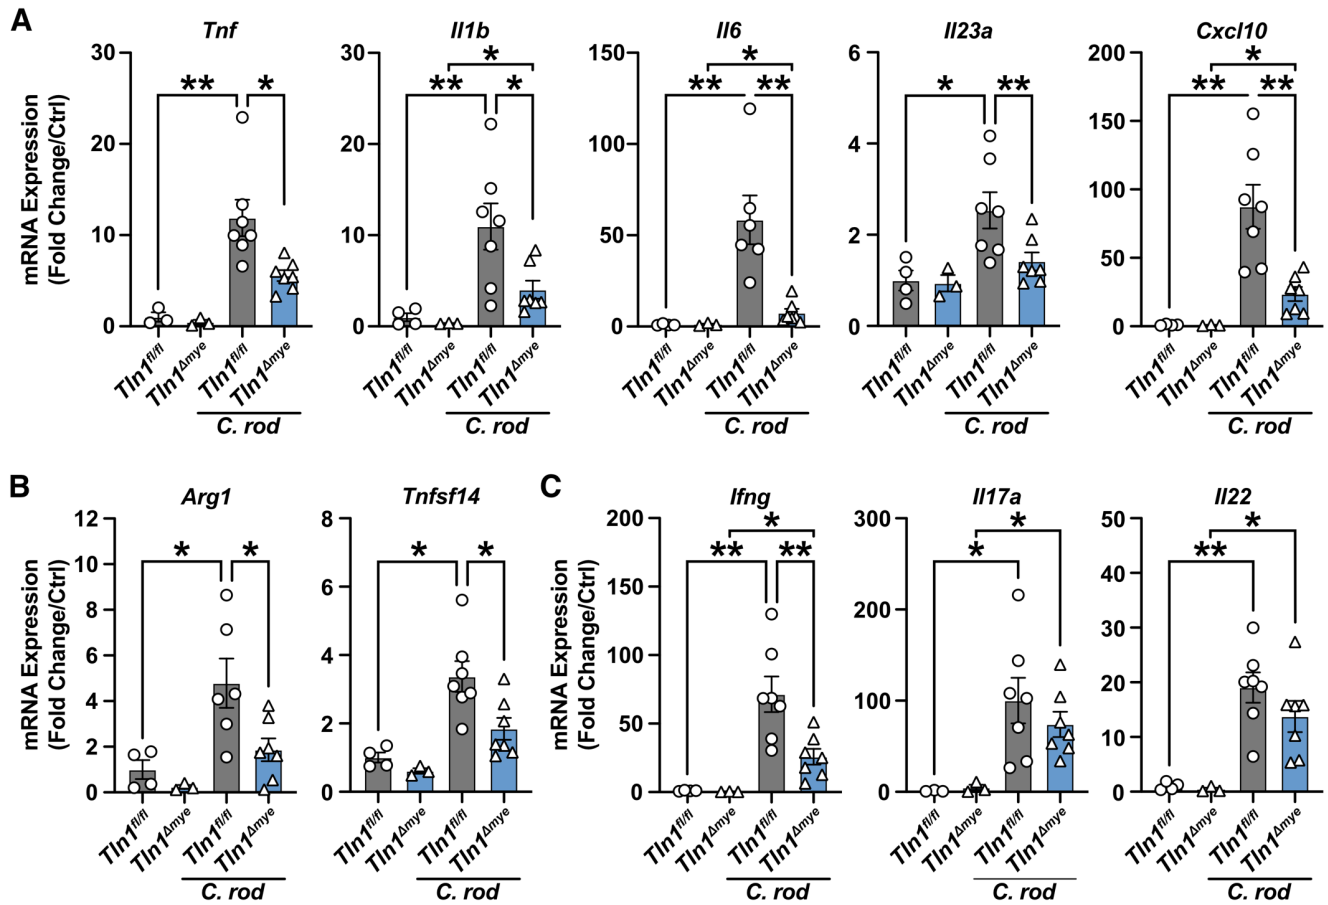 A
Tnf
Il1b
Il6
Il23a
Cxcl10
mRNA Expression
(Fold Change/Ctrl)
30
20
10
0
** *
Tln1fl/fl
Tln1Δmye
Tln1fl/fl
Tln1Δmye
C. rod
30
20
10
0
*
** *
Tln1fl/fl
Tln1Δmye
Tln1fl/fl
Tln1Δmye
C. rod
150
100
50
0
*
** **
Tln1fl/fl
Tln1Δmye
Tln1fl/fl
Tln1Δmye
C. rod
6
4
2
0
* **
Tln1fl/fl
Tln1Δmye
Tln1fl/fl
Tln1Δmye
C. rod
200
150
100
50
0
*
** **
Tln1fl/fl
Tln1Δmye
Tln1fl/fl
Tln1Δmye
C. rod
B
Arg1
Tnfsf14
mRNA Expression
(Fold Change/Ctrl)
12
10
8
6
4
2
0
* *
Tln1fl/fl
Tln1Δmye
Tln1fl/fl
Tln1Δmye
C. rod
8
6
4
2
0
* *
Tln1fl/fl
Tln1Δmye
Tln1fl/fl
Tln1Δmye
C. rod
C
Ifng
Il17a
Il22
mRNA Expression
(Fold Change/Ctrl)
200
150
100
50
0
*
** **
Tln1fl/fl
Tln1Δmye
Tln1fl/fl
Tln1Δmye
C. rod
300
200
100
0
*
*
Tln1fl/fl
Tln1Δmye
Tln1fl/fl
Tln1Δmye
C. rod
50
40
30
20
10
0
*
**
Tln1fl/fl
Tln1Δmye
Tln1fl/fl
Tln1Δmye
C. rod